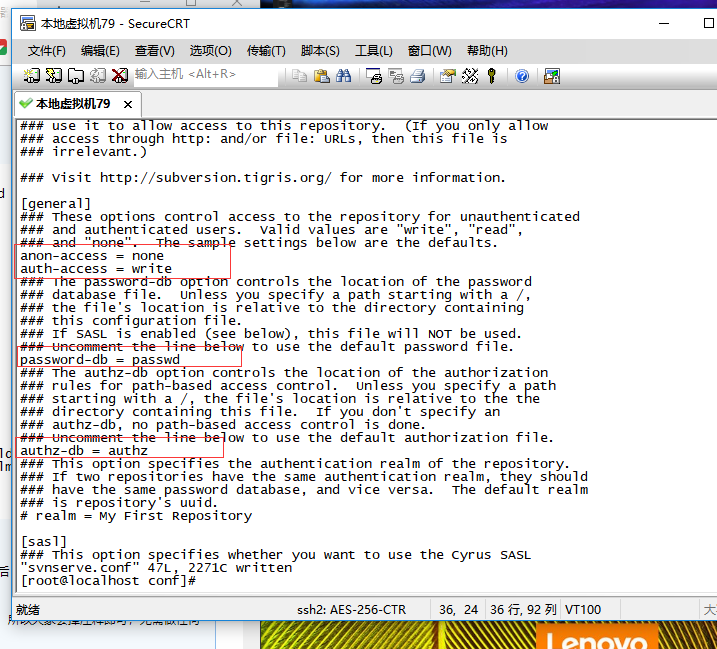 本地虚拟机79 - SecureCRT
文件(F) 编辑(E) 查看(V) 选项(O) 传输(T) 脚本(S) 工具(L) 窗口(W) 帮助(H)
输入主机 <Alt+R>
本地虚拟机79
### use it to allow access to this repository.  (If you only allow
### access through http: and/or file: URLs, then this file is
### irrelevant.)
### Visit http://subversion.tigris.org/ for more information.
[general]
### These options control access to the repository for unauthenticated
### and authenticated users.  Valid values are "write", "read",
### and "none".  The sample settings below are the defaults.
anon-access = none
auth-access = write
### The password-db option controls the location of the password
### database file.  Unless you specify a path starting with a /,
### the file's location is relative to the directory containing
### this configuration file.
### If SASL is enabled (see below), this file will NOT be used.
### Uncomment the line below to use the default password file.
password-db = passwd
### The authz-db option controls the location of the authorization
### rules for path-based access control.  Unless you specify a path
### starting with a /, the file's location is relative to the the
### directory containing this file.  If you don't specify an
### authz-db, no path-based access control is done.
### Uncomment the line below to use the default authorization file.
authz-db = authz
### This option specifies the authentication realm of the repository.
### If two repositories have the same authentication realm, they should
### have the same password database, and vice versa.  The default realm
### is repository's uuid.
# realm = My First Repository
[sasl]
### This option specifies whether you want to use the Cyrus SASL
"svnserve.conf" 47L, 2271C written
[root@localhost conf]#
就绪 ssh2: AES-256-CTR 36, 24 36 行, 92 列 VT100 大
Lenovo